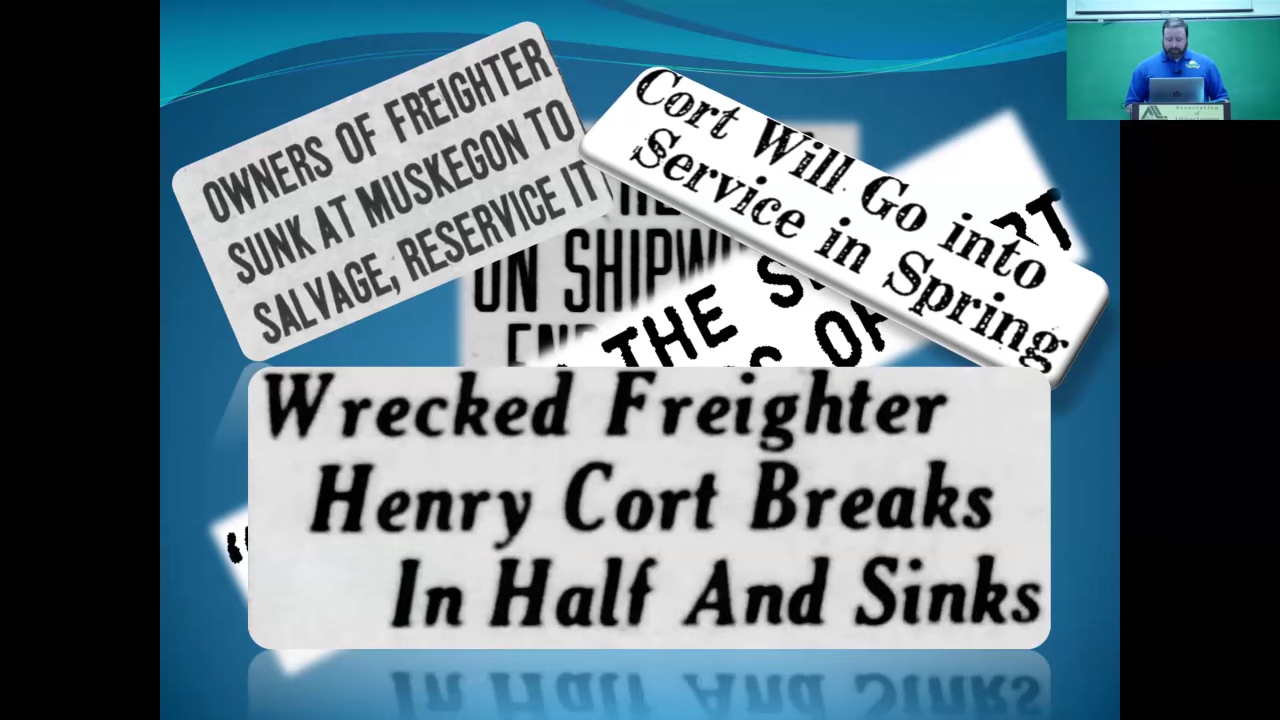 OWNERS OF FREIGHTER
SUNK AT MUSKEGON TO
SALVAGE, RESERVICE IT
Cort Will Go into
Service in Spring
ON
THE
Wrecked Freighter
Henry Cort Breaks
In Half And Sinks